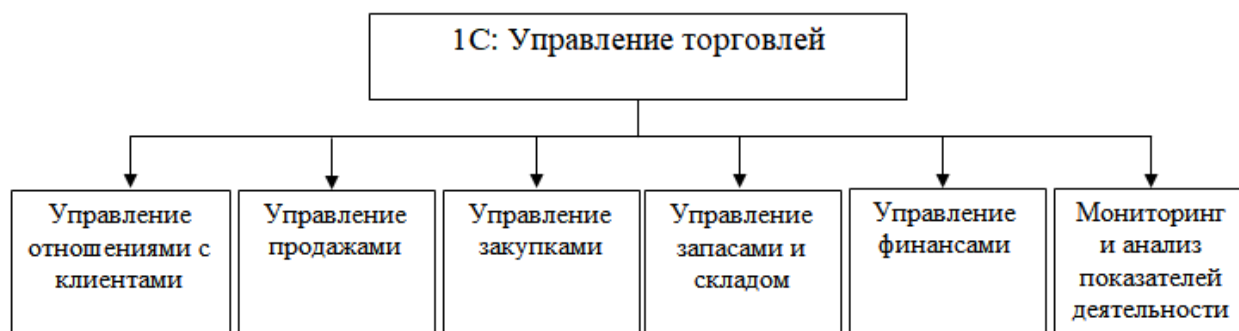 1С: Управление торговлей
Управление
отношениями с
клиентами
Управление
продажами
Управление
закупками
Управление
запасами и
складом
Управление
финансами
Мониторинг
и анализ
показателей
деятельности